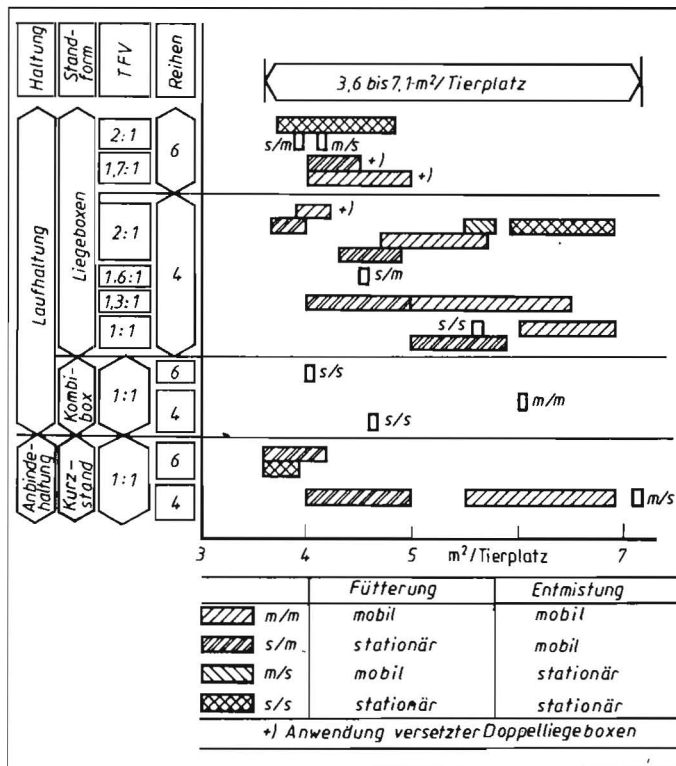 Haltung
Stand-
form
TFV
Reihen
3,6 bis 7,1 m²/Tierplatz
Laufhaltung
Liegeboxen
2:1
1,7:1
6
s/m
m/s
+)
+)
2:1
1.6:1
1,3:1
1:1
4
+)
s/m
s/s
Kombi-
box
1:1
6
4
s/s
m/m
s/s
Anbinde-
haltung
Kurz-
stand
1:1
6
4
m/s
3
4
5
m²/Tierplatz
7
Fütterung
Entmistung
m/m mobil mobil
s/m stationär mobil
m/s mobil stationär
s/s stationär stationär
+) Anwendung versetzter Doppelliegeboxen